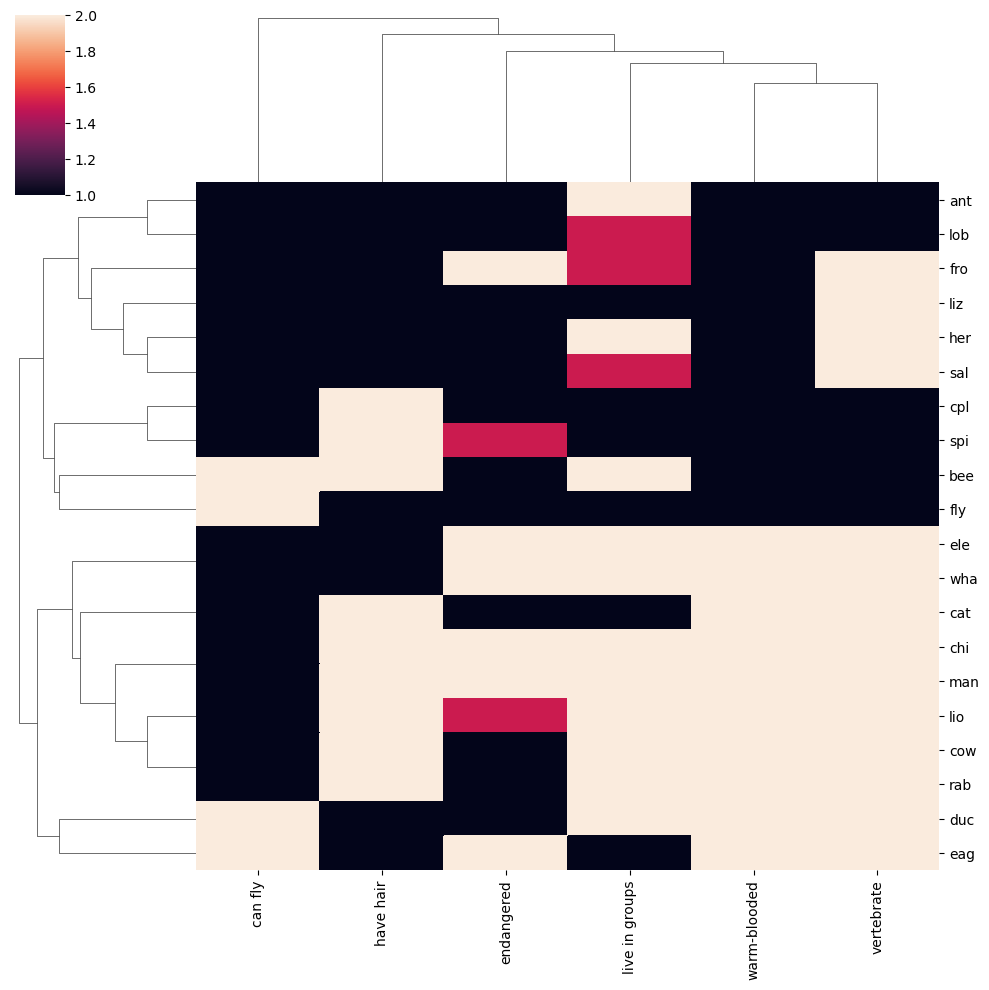 2.0
1.8
1.6
1.4
1.2
1.0
ant
lob
fro
liz
her
sal
cpl
spi
bee
fly
ele
wha
cat
chi
man
lio
cow
rab
duc
eag
can fly
have hair
endangered
live in groups
warm-blooded
vertebrate